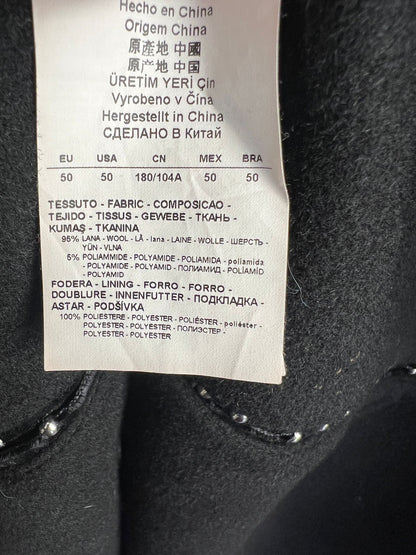 Hecho en China
Origem China
原產地 中國
原产地 中国
ÜRETİM YERİ Çin
Vyrobeno v Čína
Hergestellt in China
СДЕЛАНО В Китай
EU USA CN MEX BRA
50 50 180/104A 50 50
TESSUTO - FABRIC - COMPOSICAO -
TEJIDO - TISSUS - GEWEBE - ТКАНЬ -
KUMAŞ - TKANINA
95% LANA - WOOL - LÃ - lana - LAINE - WOLLE - ШЕРСТЬ -
YÜN - VLNA
5% POLIAMMIDE - POLYAMIDE - POLIAMIDA - poliamida
- POLYAMIDE - POLYAMID - ПОЛИАМИД - POLİAMİD
- POLYAMID
FODERA - LINING - FORRO - FORRO -
DOUBLURE - INNENFUTTER - ПОДКЛАДКА -
ASTAR - PODŠÍVKA
100% POLIESTERE - POLYESTER - POLIÉSTER - poliéster -
POLYESTER - POLYESTER - ПОЛИЭСТЕР -
POLYESTER - POLYESTER